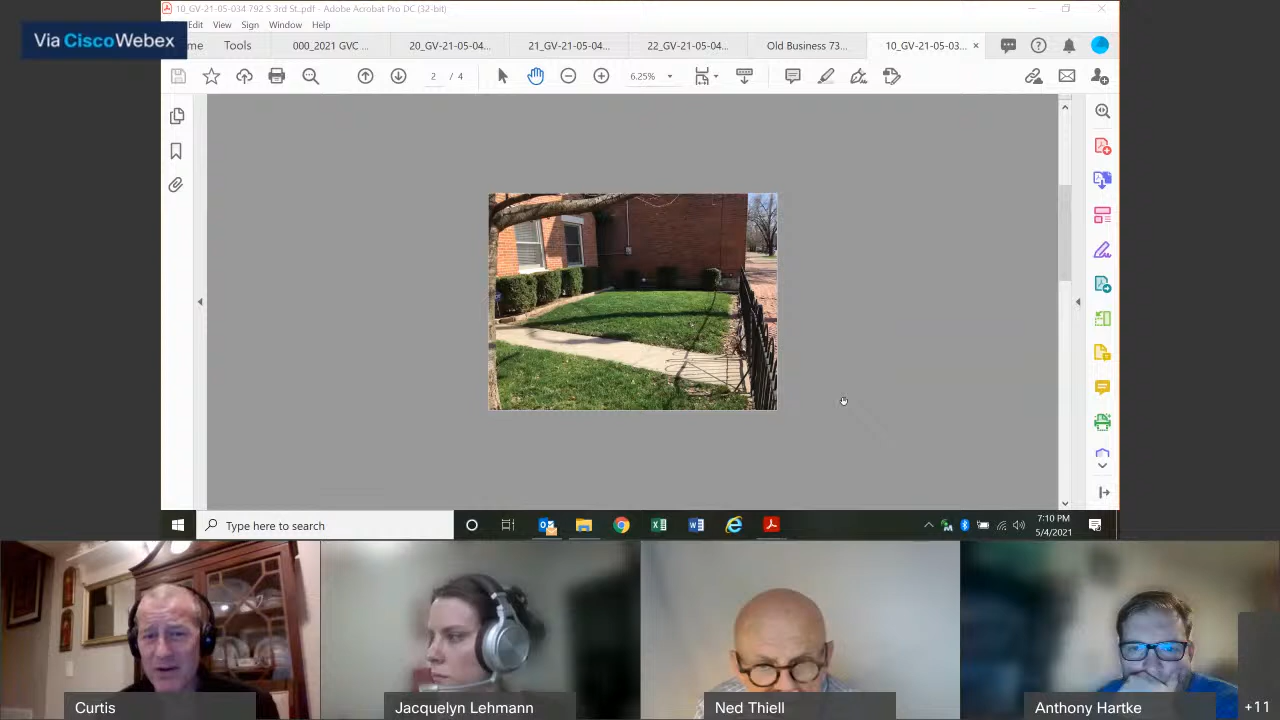 Via Cisco Webex
10_GV-21-05-034 792 S 3rd St..pdf - Adobe Acrobat Pro DC (32-bit)
Edit View Sign Window Help
me Tools 000_2021 GVC ... _0_GV-21-05-04... 21_GV-21-05-04... 22_GV-21-05-04... Old Business ... 10_GV-21-05-03... ×
2 / 4 6.25%
Type here to search
7:10 PM
5/4/2021
Curtis
Jacquelyn Lehmann
Ned Thiell
Anthony Hartke
+11